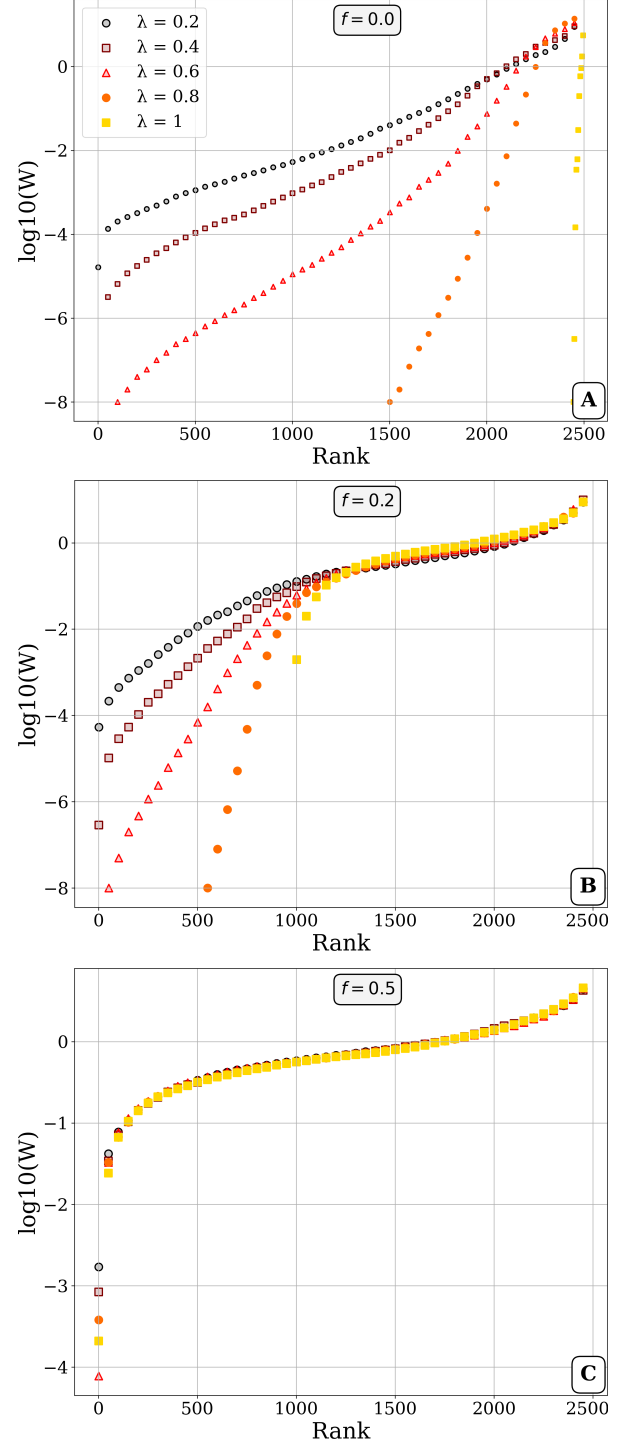 f = 0.0
λ = 0.2
λ = 0.4
λ = 0.6
λ = 0.8
λ = 1
log10(W)
0
−2
−4
−6
−8
A
0 500 1000 1500 2000 2500
Rank
f = 0.2
log10(W)
0
−2
−4
−6
−8
B
0 500 1000 1500 2000 2500
Rank
f = 0.5
log10(W)
0
−1
−2
−3
−4
C
0 500 1000 1500 2000 2500
Rank